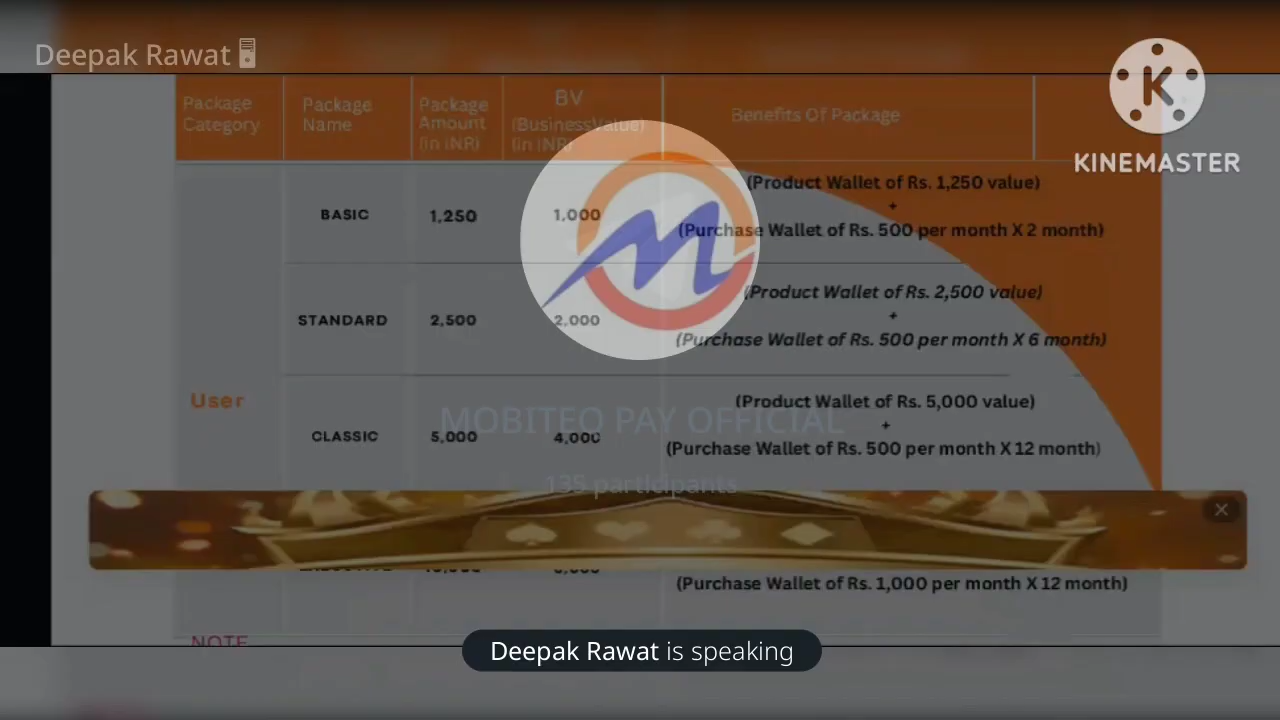 Deepak Rawat
KINEMASTER
Package Category
Package Name
Package Amount (in INR)
BV (Business Value) (in INR)
Benefits Of Package
User
BASIC
1,250
1,000
(Product Wallet of Rs. 1,250 value)
+
(Purchase Wallet of Rs. 500 per month X 2 month)
STANDARD
2,500
2,000
(Product Wallet of Rs. 2,500 value)
+
(Purchase Wallet of Rs. 500 per month X 6 month)
CLASSIC
5,000
4,000
(Product Wallet of Rs. 5,000 value)
+
(Purchase Wallet of Rs. 500 per month X 12 month)
MOBITEO PAY OFFICIAL
135 participants
(Purchase Wallet of Rs. 1,000 per month X 12 month)
NOTE
Deepak Rawat is speaking